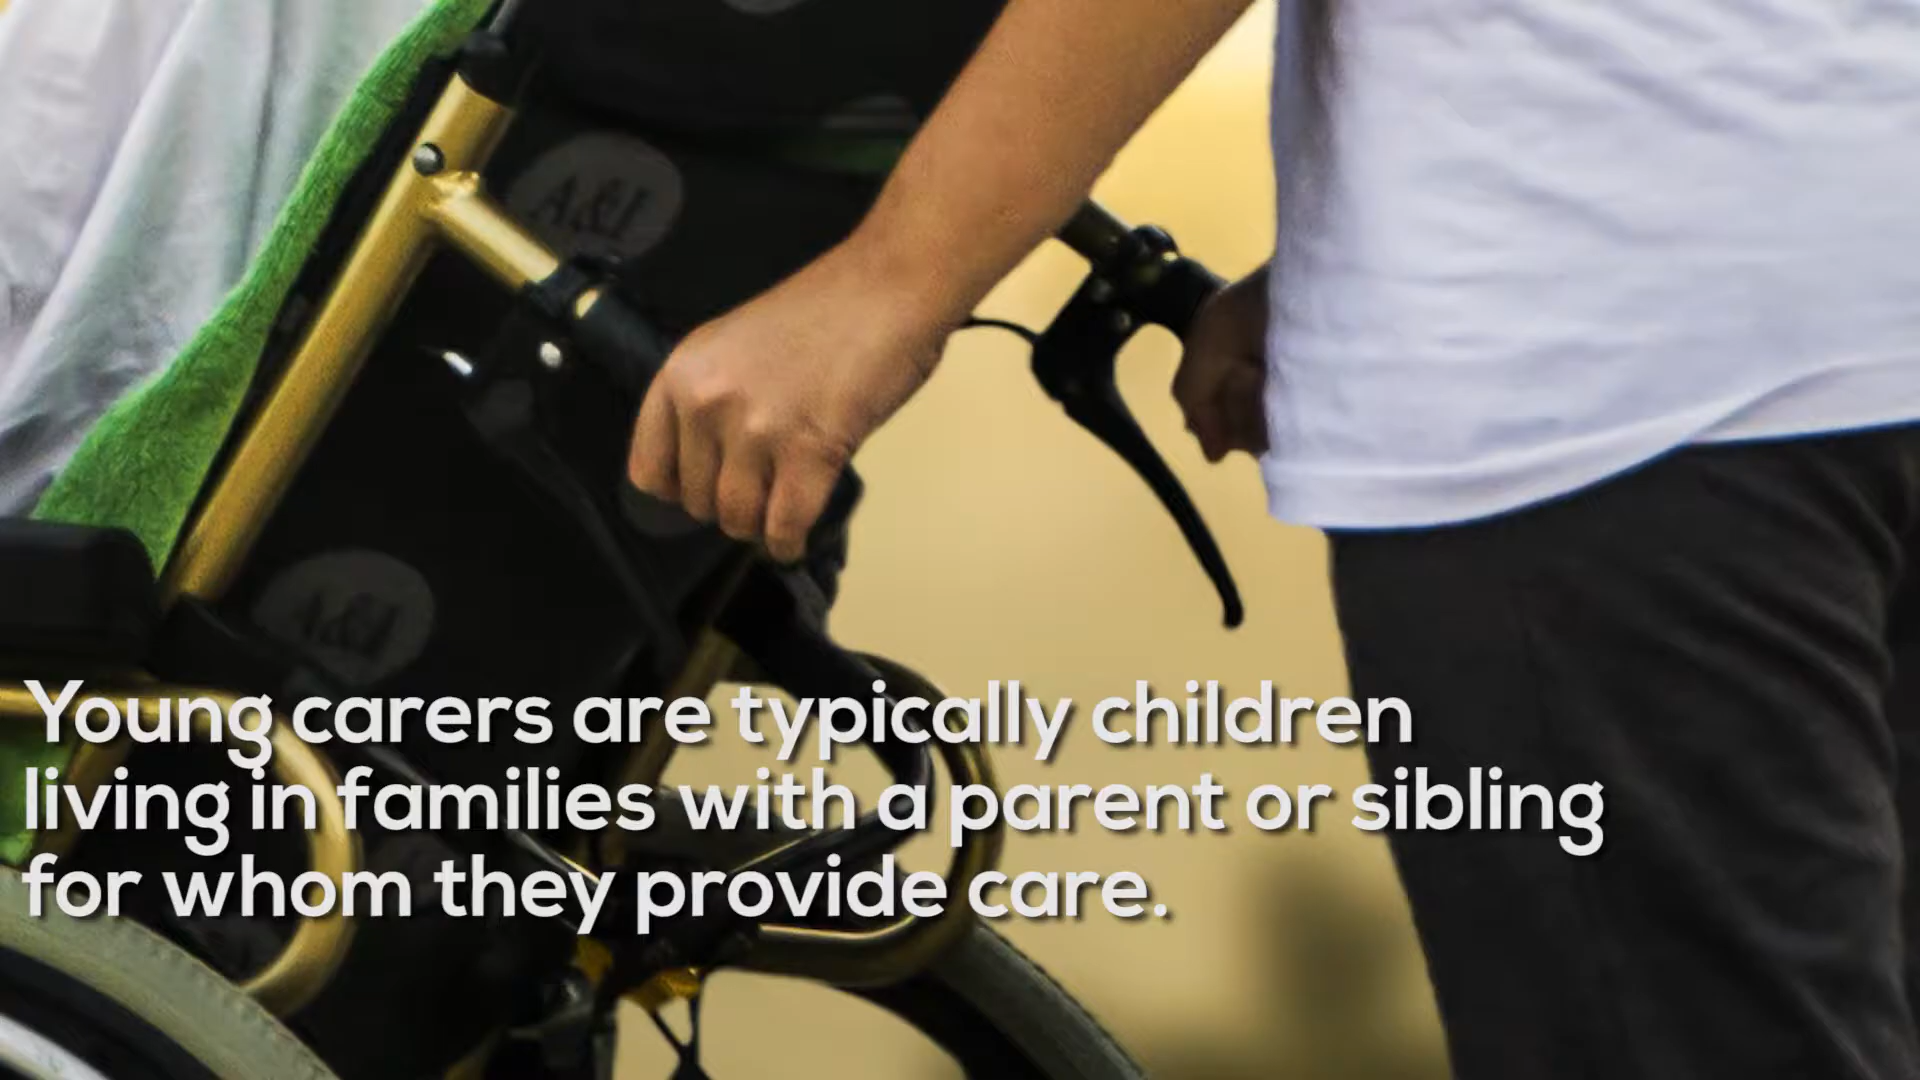 A&I
A&I
Young carers are typically children
living in families with a parent or sibling
for whom they provide care.